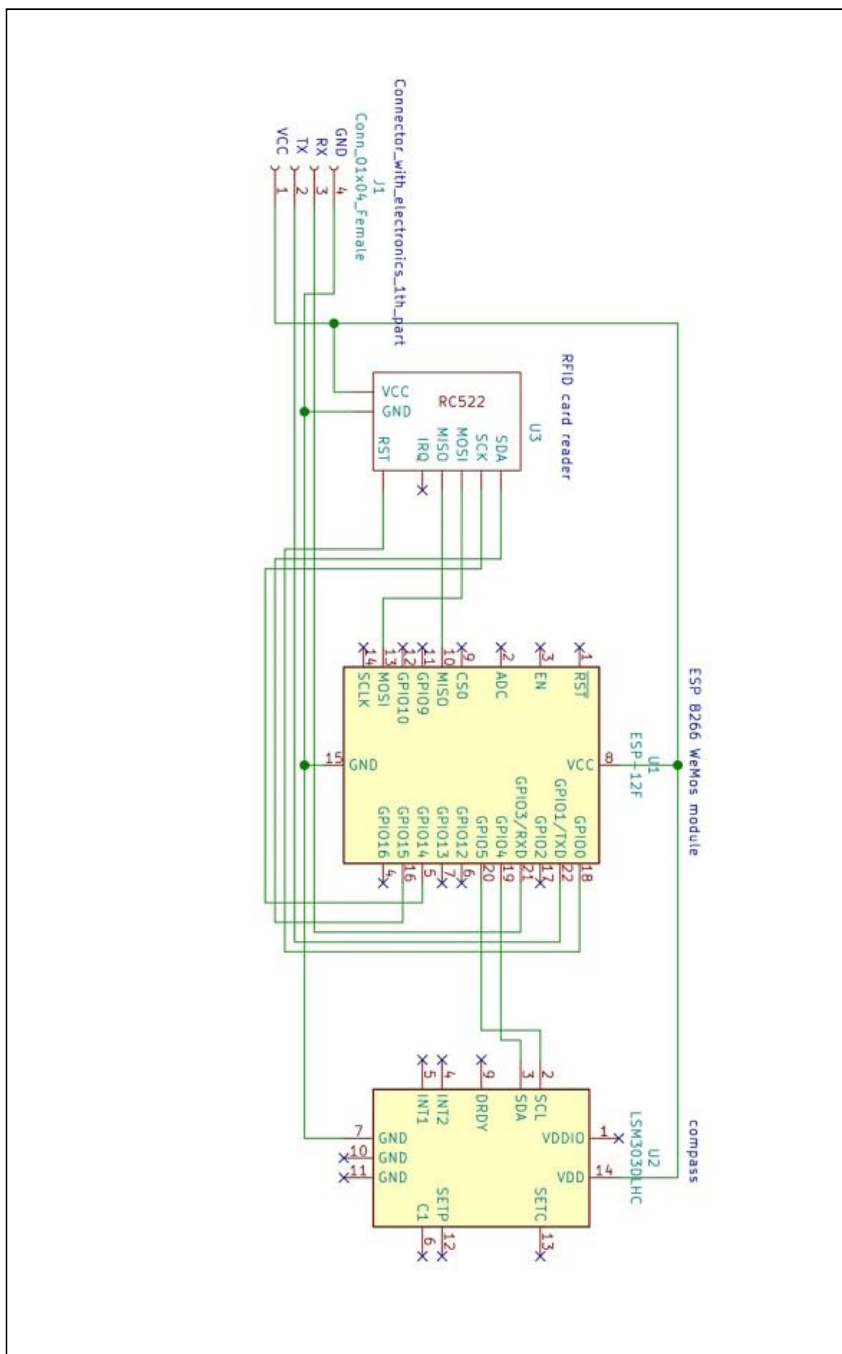 Connector_with_electronics_1th_part
J1
Conn_01x04_Female
GND
4
RX
3
TX
2
VCC
1
RFID card reader
U3
RC522
VCC
GND
RST
IRQ
MISO
MOSI
SCK
SDA
ESP 8266 WeMos module
U1
ESP-12F
1
RST
3
EN
2
ADC
9
CS0
10
MISO
11
GPIO9
12
GPIO10
13
MOSI
14
SCLK
8
VCC
15
GND
GPIO0
18
GPIO1/TXD
22
GPIO2
17
GPIO3/RXD
21
GPIO4
19
GPIO5
20
GPIO12
6
GPIO13
7
GPIO14
5
GPIO15
16
GPIO16
4
compass
U2
LSM303DLHC
2
SCL
3
SDA
9
DRDY
4
INT2
5
INT1
1
VDDIO
14
VDD
7
GND
10
GND
11
GND
SETC
13
SETP
12
C1
6